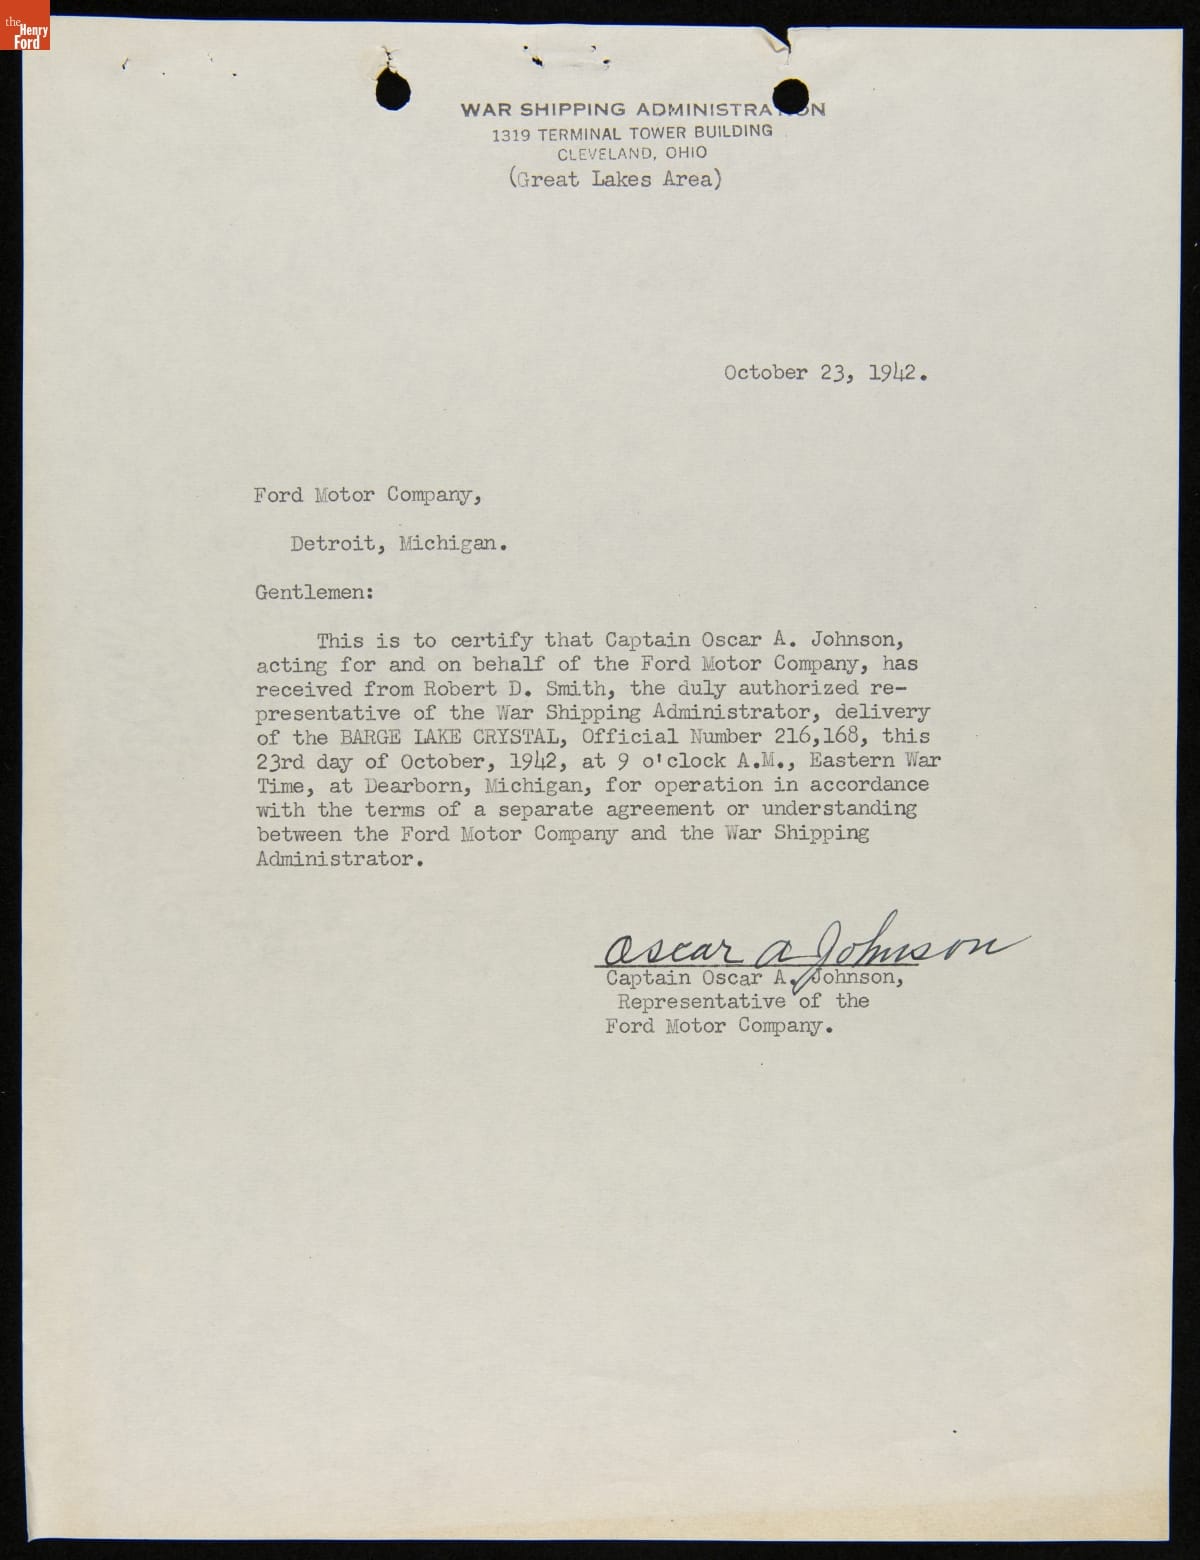 the
Henry
Ford
WAR SHIPPING ADMINISTRATION
1319 TERMINAL TOWER BUILDING
CLEVELAND, OHIO
(Great Lakes Area)
October 23, 1942.
Ford Motor Company,
Detroit, Michigan.
Gentlemen:
This is to certify that Captain Oscar A. Johnson,
acting for and on behalf of the Ford Motor Company, has
received from Robert D. Smith, the duly authorized re-
presentative of the War Shipping Administrator, delivery
of the BARGE LAKE CRYSTAL, Official Number 216,168, this
23rd day of October, 1942, at 9 o'clock A.M., Eastern War
Time, at Dearborn, Michigan, for operation in accordance
with the terms of a separate agreement or understanding
between the Ford Motor Company and the War Shipping
Administrator.
Oscar A Johnson
Captain Oscar A. Johnson,
Representative of the
Ford Motor Company.